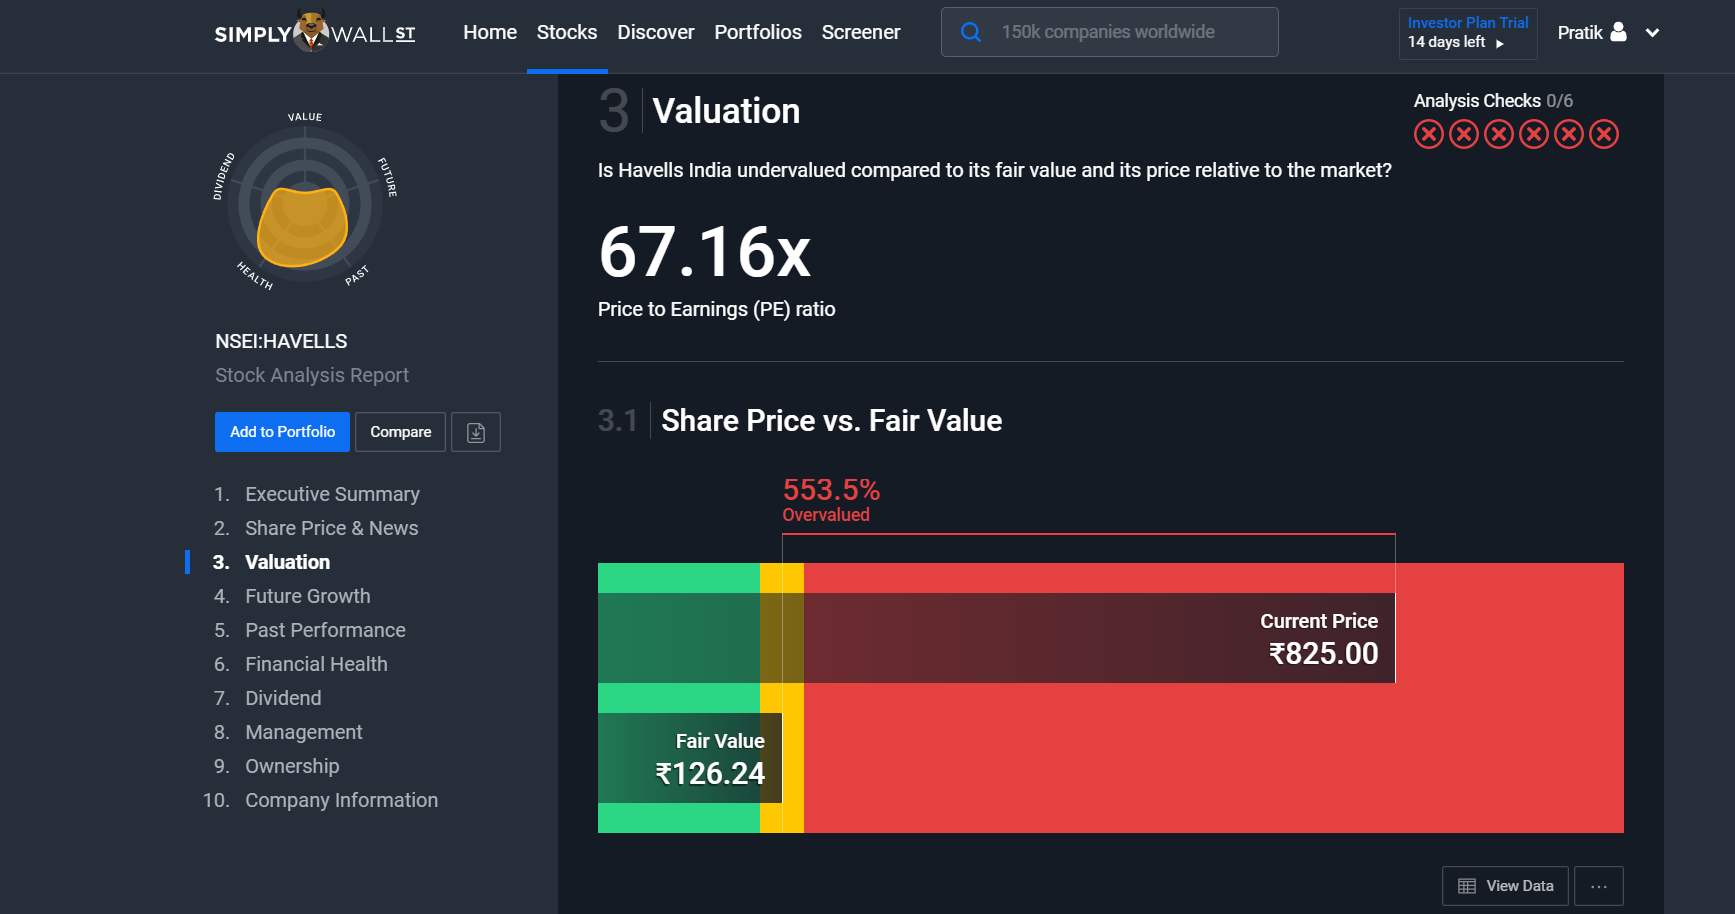 SIMPLY WALL ST
Home Stocks Discover Portfolios Screener
150k companies worldwide
Investor Plan Trial
14 days left
Pratik
VALUE
FUTURE
PAST
HEALTH
DIVIDEND
NSEI:HAVELLS
Stock Analysis Report
Add to Portfolio
Compare
1. Executive Summary
2. Share Price & News
3. Valuation
4. Future Growth
5. Past Performance
6. Financial Health
7. Dividend
8. Management
9. Ownership
10. Company Information
3 Valuation
Analysis Checks 0/6
Is Havells India undervalued compared to its fair value and its price relative to the market?
67.16x
Price to Earnings (PE) ratio
3.1 Share Price vs. Fair Value
553.5%
Overvalued
Current Price
₹825.00
Fair Value
₹126.24
View Data
...